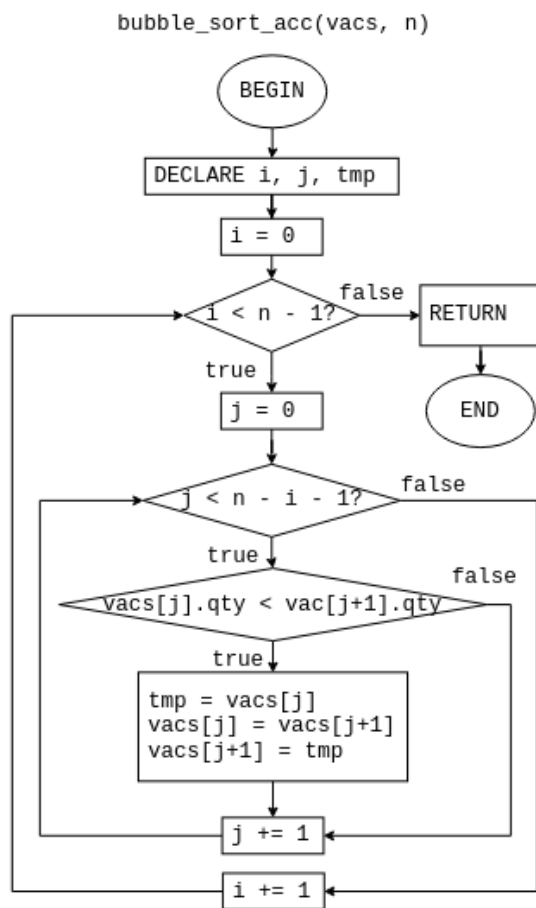 bubble_sort_acc(vacs, n)
BEGIN
DECLARE i, j, tmp
i = 0
i < n - 1?
false
RETURN
true
END
j = 0
j < n - i - 1?
false
true
vacs[j].qty < vac[j+1].qty
false
true
tmp = vacs[j]
vacs[j] = vacs[j+1]
vacs[j+1] = tmp
j += 1
i += 1